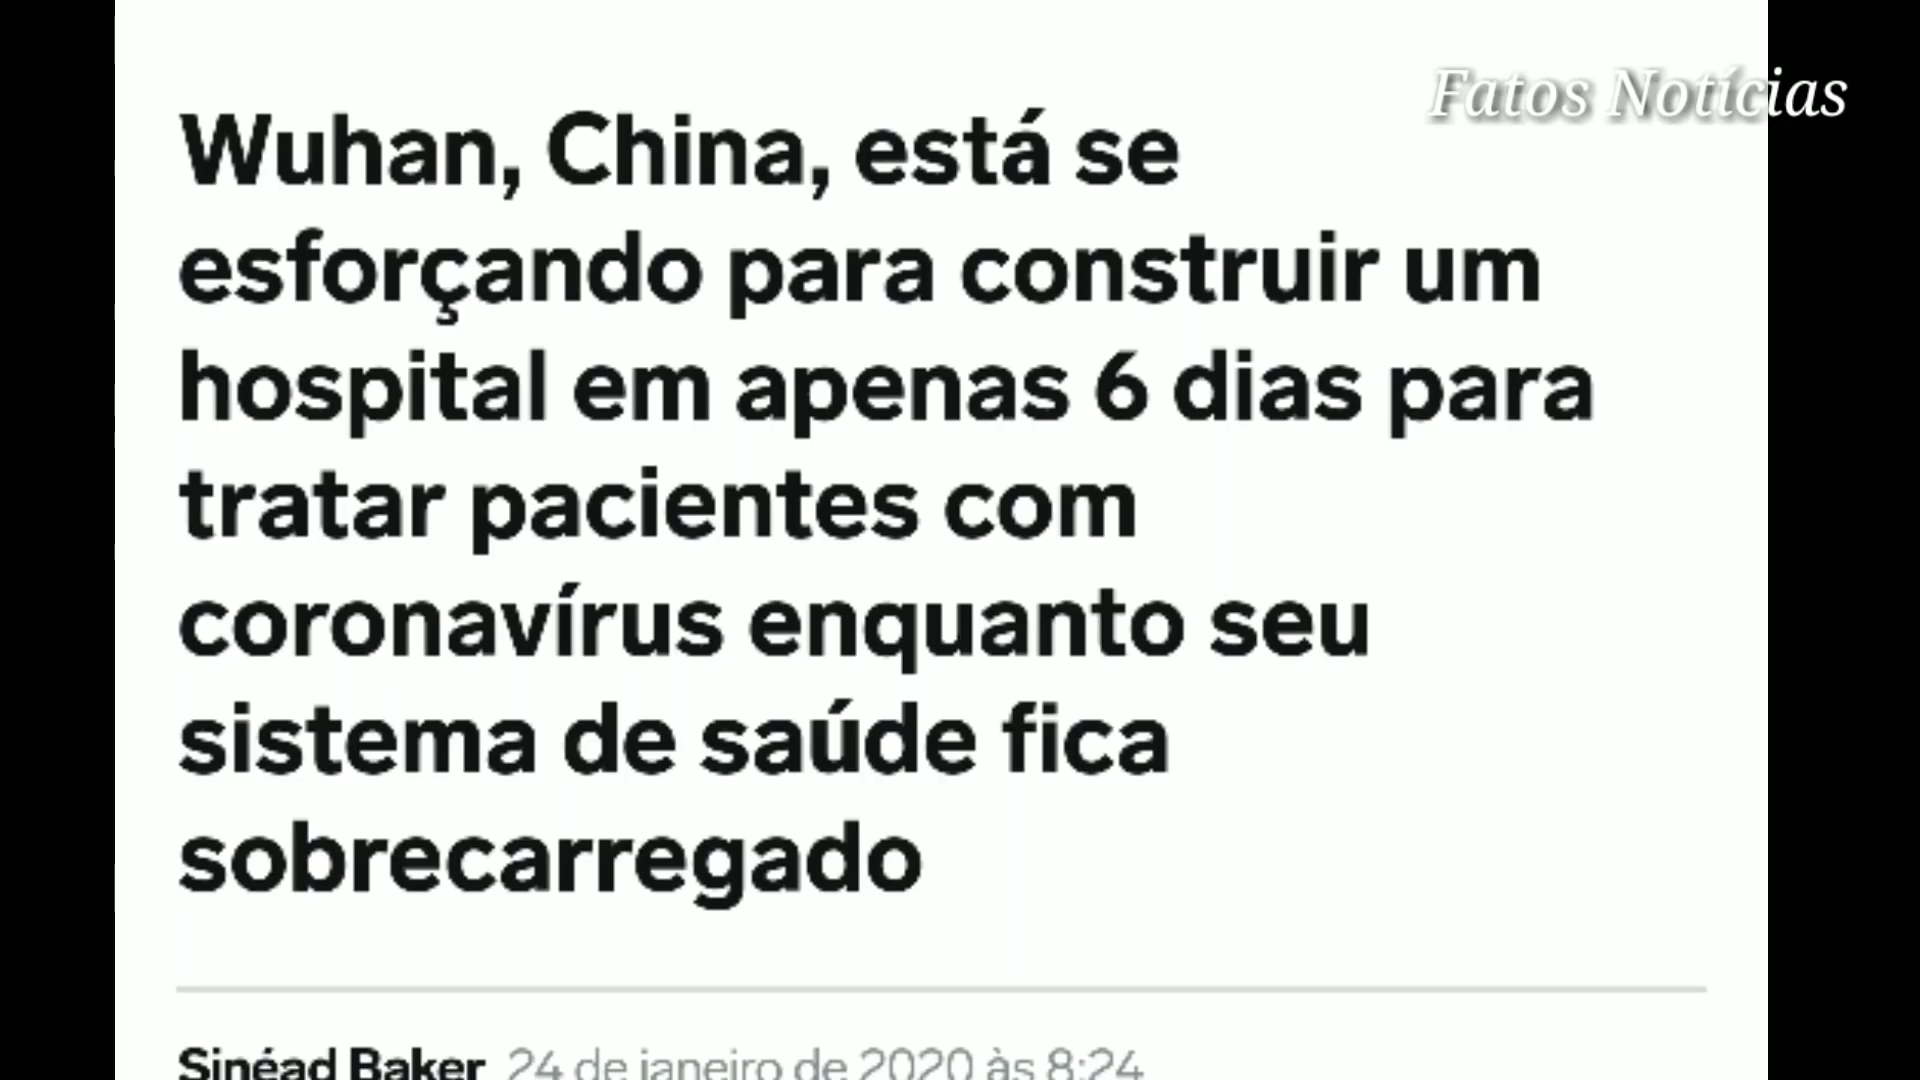 Fatos Notícias
Wuhan, China, está se
esforçando para construir um
hospital em apenas 6 dias para
tratar pacientes com
coronavírus enquanto seu
sistema de saúde fica
sobrecarregado
Sinéad Baker 24 de janeiro de 2020 às 8:24